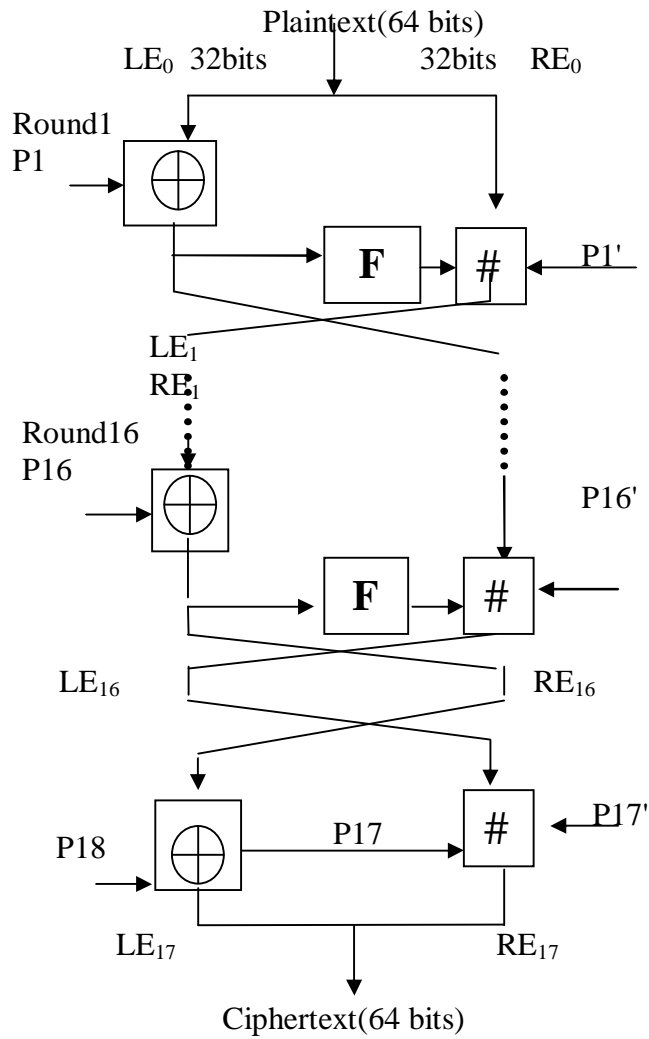 Plaintext(64 bits)
LE₀ 32bits 32bits RE₀
Round1
P1
F
#
P1'
LE₁
RE₁
Round16
P16
P16'
F
#
LE₁₆
RE₁₆
P18
P17
#
P17'
LE₁₇
RE₁₇
Ciphertext(64 bits)